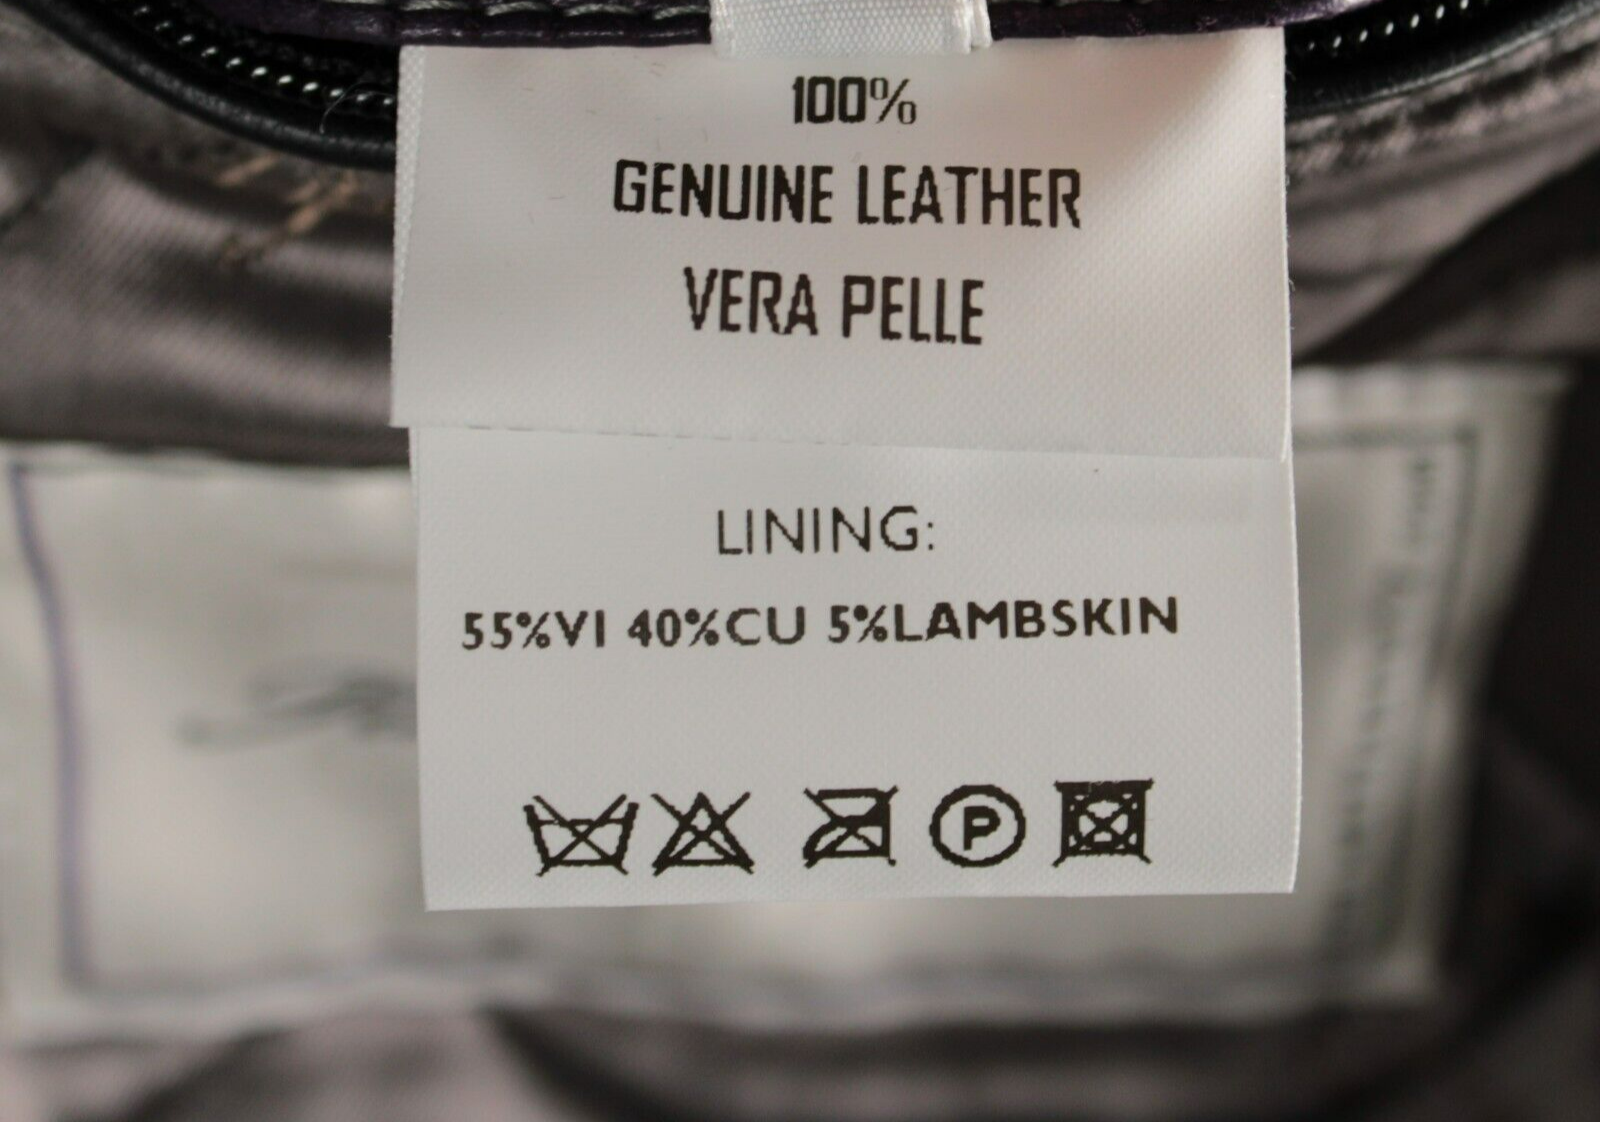 100%
GENUINE LEATHER
VERA PELLE
LINING:
55%VI 40%CU 5%LAMBSKIN
P